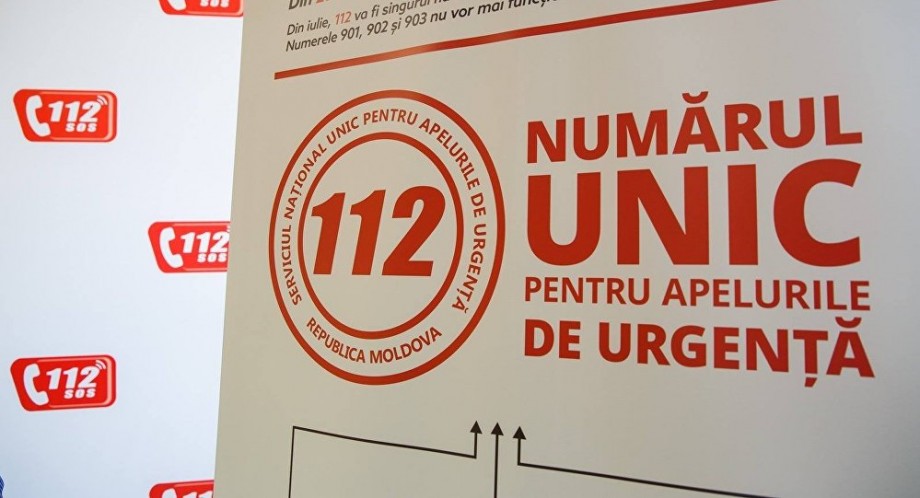 Din iulie, 112 va fi singurul
Numerele 901, 902 și 903 nu vor mai
SERVICIUL NAȚIONAL UNIC PENTRU APELURILE DE URGENȚĂ
112
REPUBLICA MOLDOVA
NUMĂRUL
UNIC
PENTRU APELURILE
DE URGENȚĂ
112
SOS
112
SOS
112
SOS